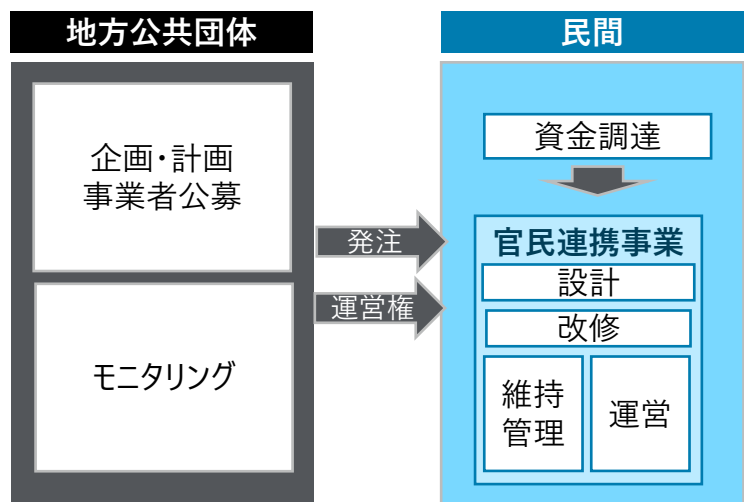 地方公共団体
企画・計画
事業者公募
モニタリング
発注
運営権
民間
資金調達
官民連携事業
設計
改修
維持
管理
運営